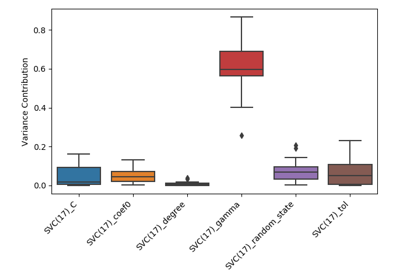 Variance Contribution
0.8
0.6
0.4
0.2
0.0
SVC(17)_C
SVC(17)_coef0
SVC(17)_degree
SVC(17)_gamma
SVC(17)_random_state
SVC(17)_tol